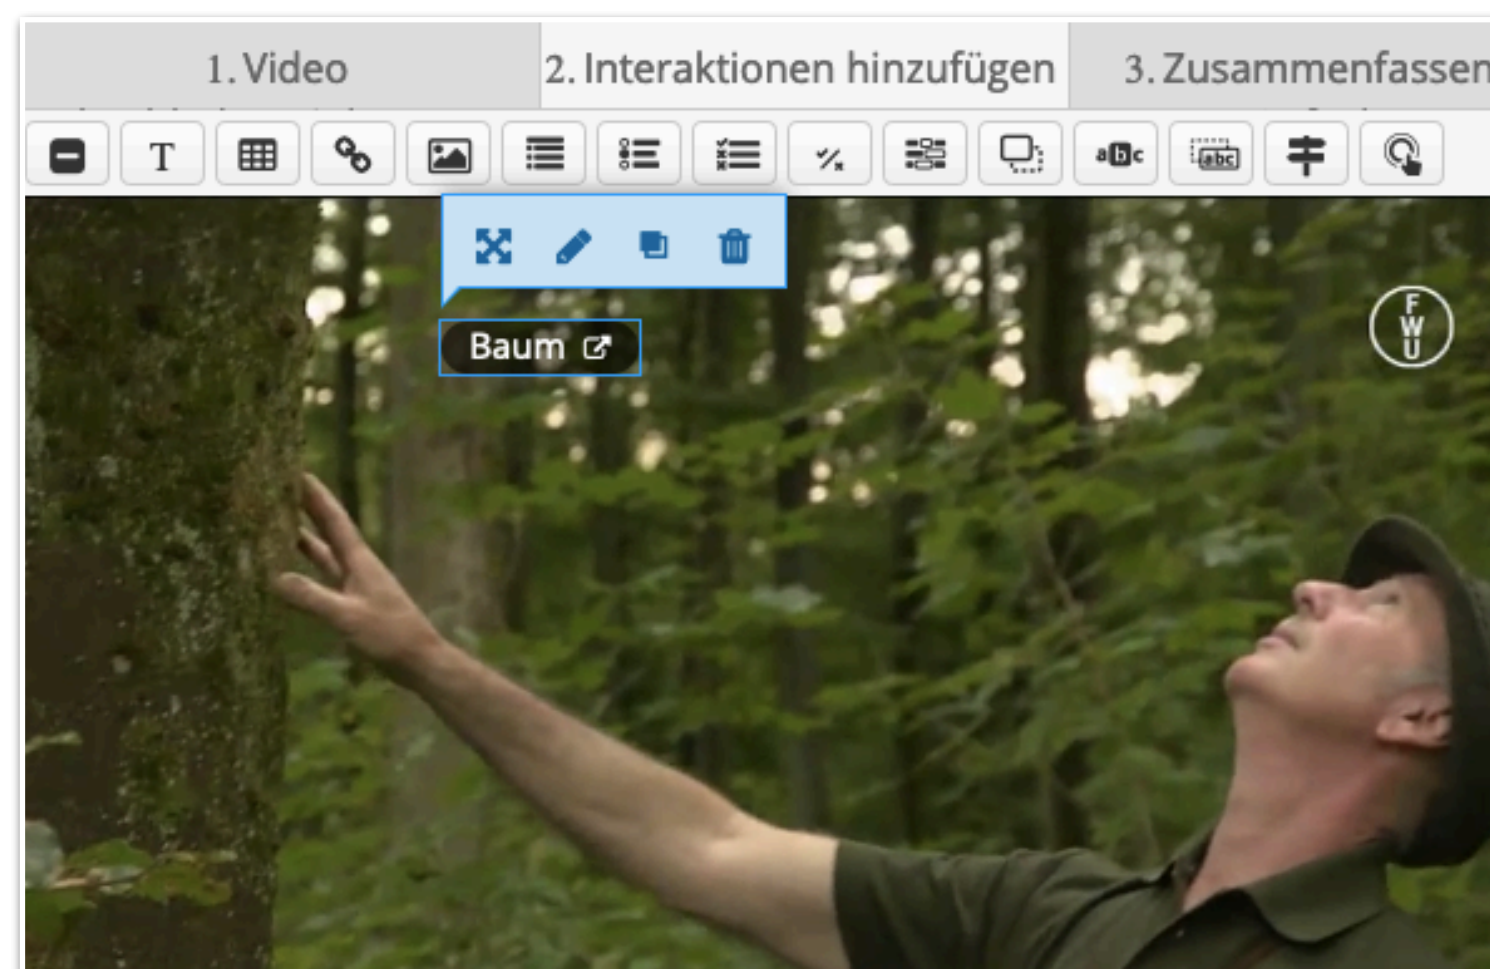 1. Video
2. Interaktionen hinzufügen
3. Zusammenfassen
T
abc
abc
Baum
F
W
U